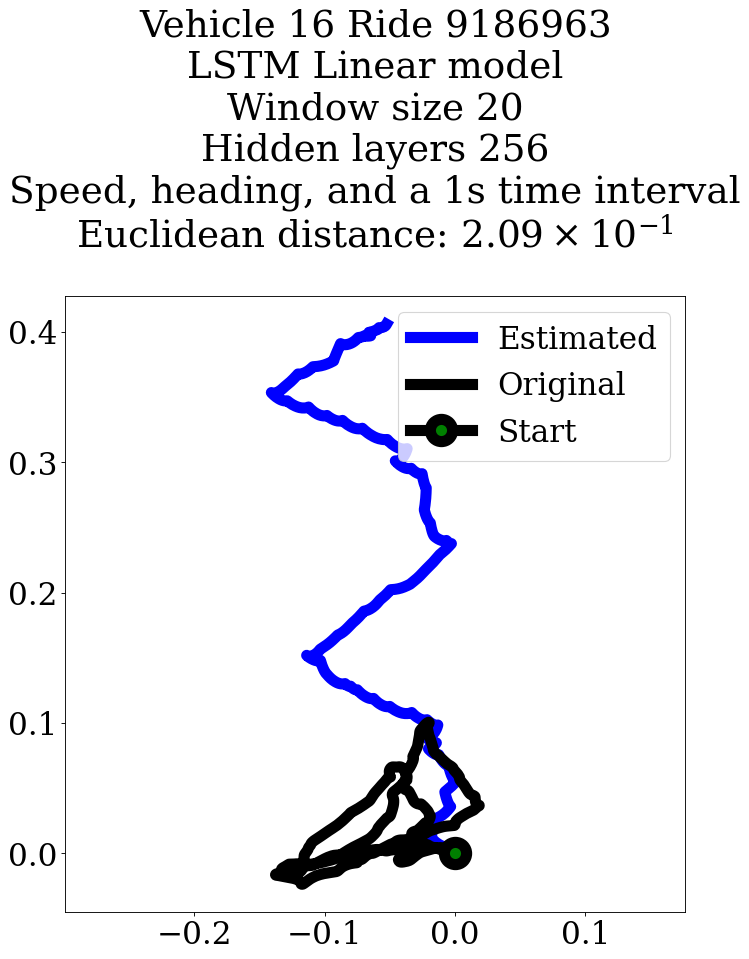 Vehicle 16 Ride 9186963
LSTM Linear model
Window size 20
Hidden layers 256
Speed, heading, and a 1s time interval
Euclidean distance: 2.09 × 10⁻¹
Estimated
Original
Start
0.4
0.3
0.2
0.1
0.0
−0.2 −0.1 0.0 0.1